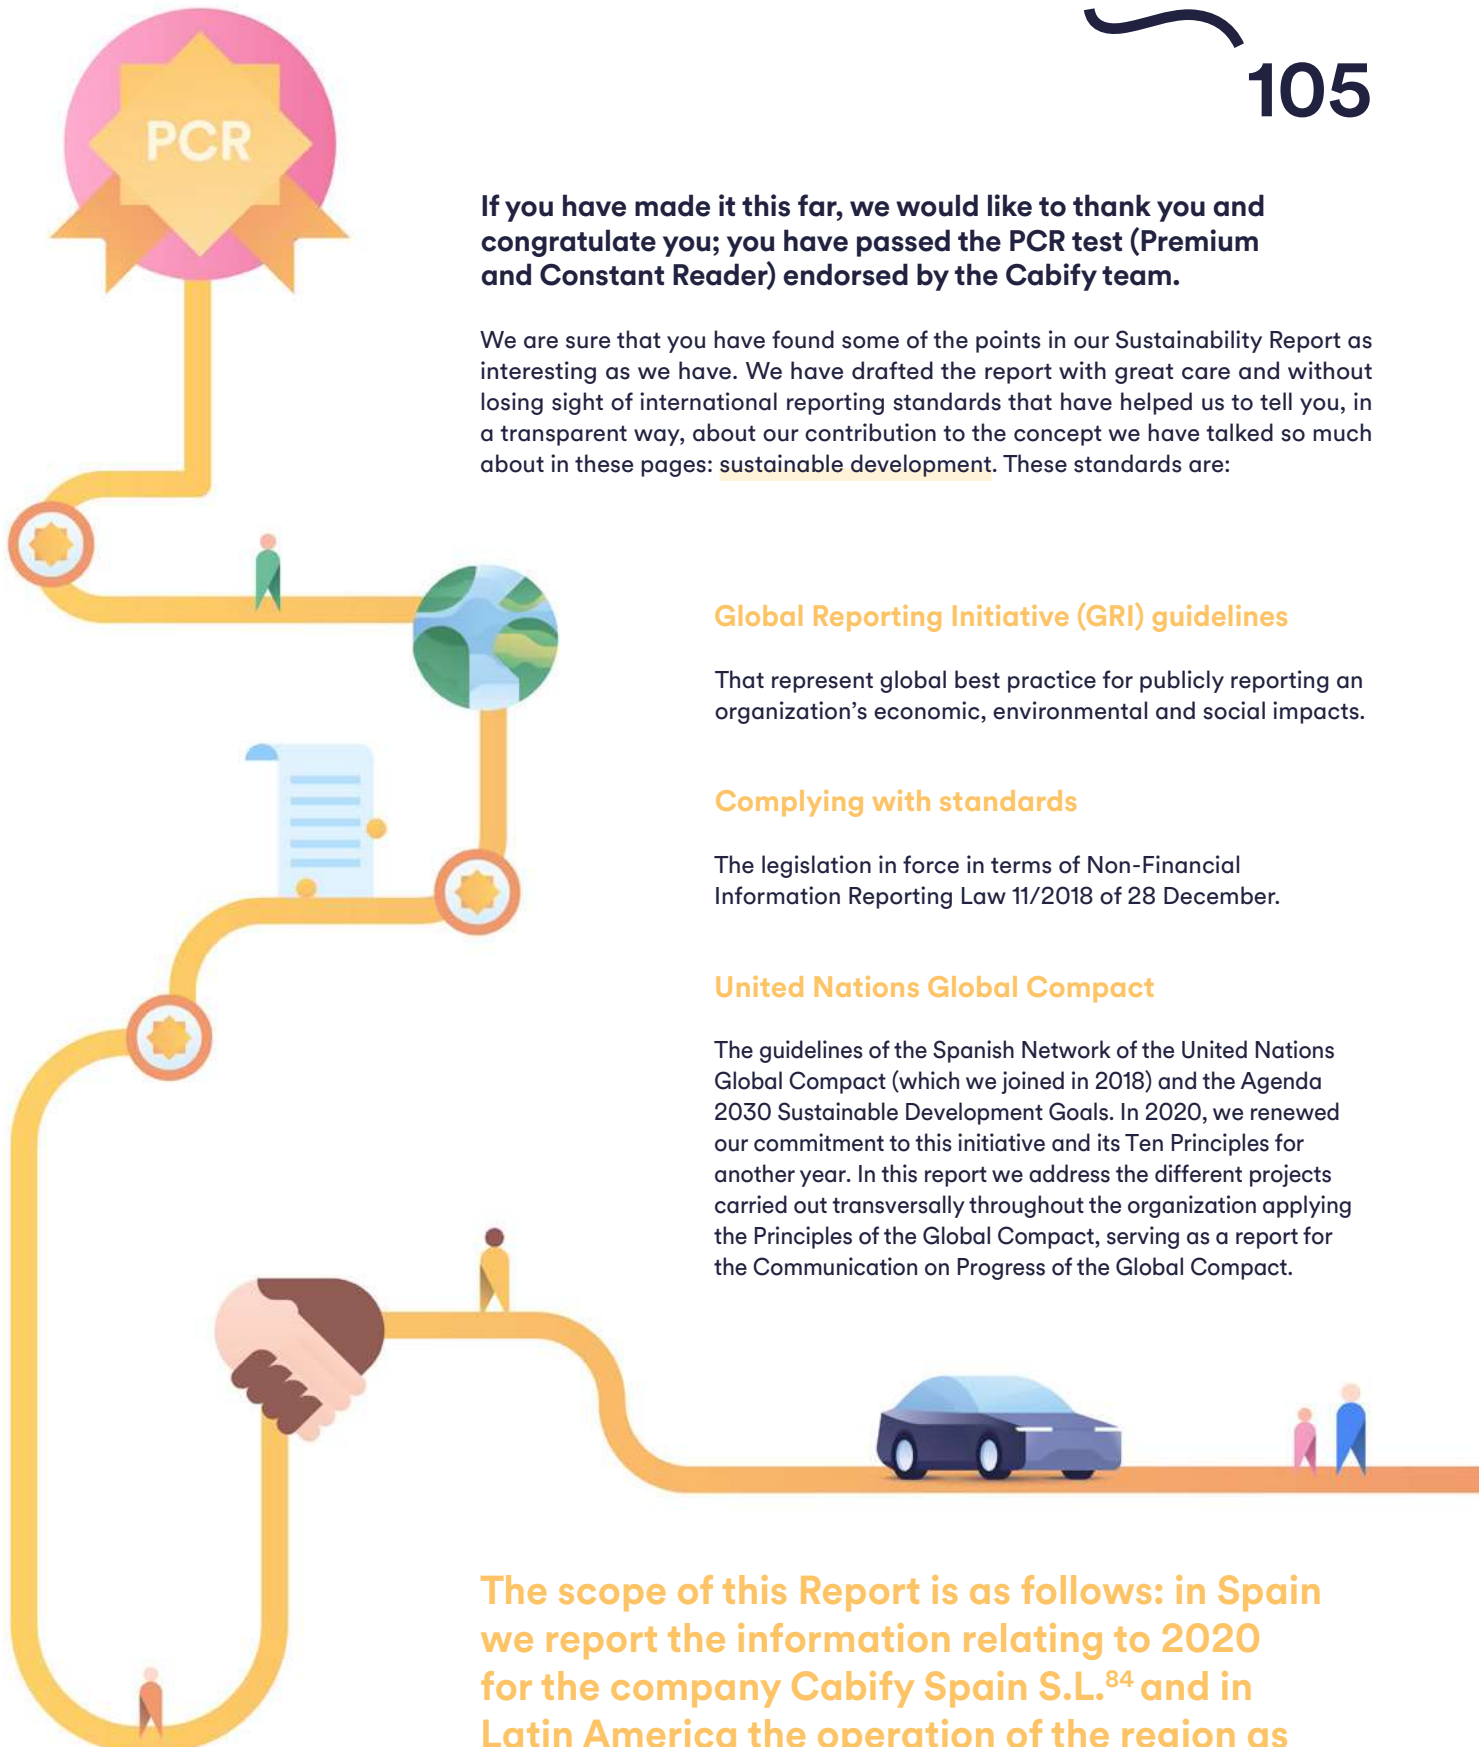 105
PCR
If you have made it this far, we would like to thank you and
congratulate you; you have passed the PCR test (Premium
and Constant Reader) endorsed by the Cabify team.
We are sure that you have found some of the points in our Sustainability Report as
interesting as we have. We have drafted the report with great care and without
losing sight of international reporting standards that have helped us to tell you, in
a transparent way, about our contribution to the concept we have talked so much
about in these pages: sustainable development. These standards are:
Global Reporting Initiative (GRI) guidelines
That represent global best practice for publicly reporting an
organization’s economic, environmental and social impacts.
Complying with standards
The legislation in force in terms of Non-Financial
Information Reporting Law 11/2018 of 28 December.
United Nations Global Compact
The guidelines of the Spanish Network of the United Nations
Global Compact (which we joined in 2018) and the Agenda
2030 Sustainable Development Goals. In 2020, we renewed
our commitment to this initiative and its Ten Principles for
another year. In this report we address the different projects
carried out transversally throughout the organization applying
the Principles of the Global Compact, serving as a report for
the Communication on Progress of the Global Compact.
The scope of this Report is as follows: in Spain
we report the information relating to 2020
for the company Cabify Spain S.L.⁸⁴ and in
Latin America the operation of the region as